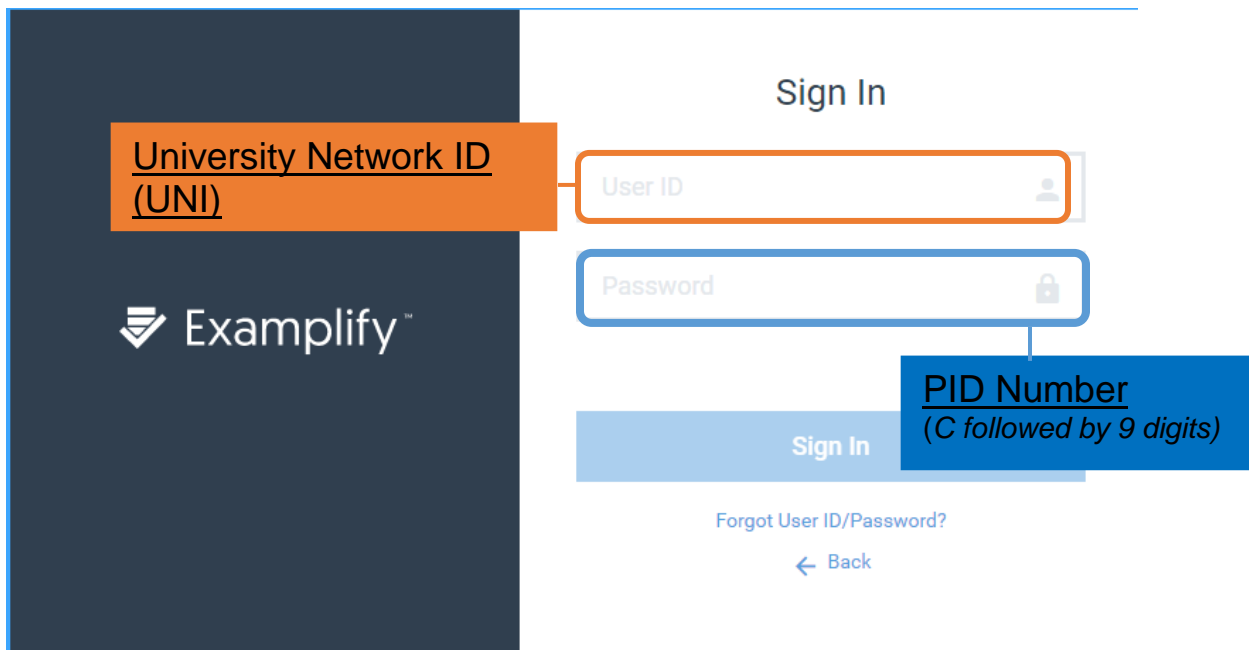 Sign In
University Network ID
(UNI)
User ID
Password
Examplify™
PID Number
(C followed by 9 digits)
Sign In
Forgot User ID/Password?
← Back